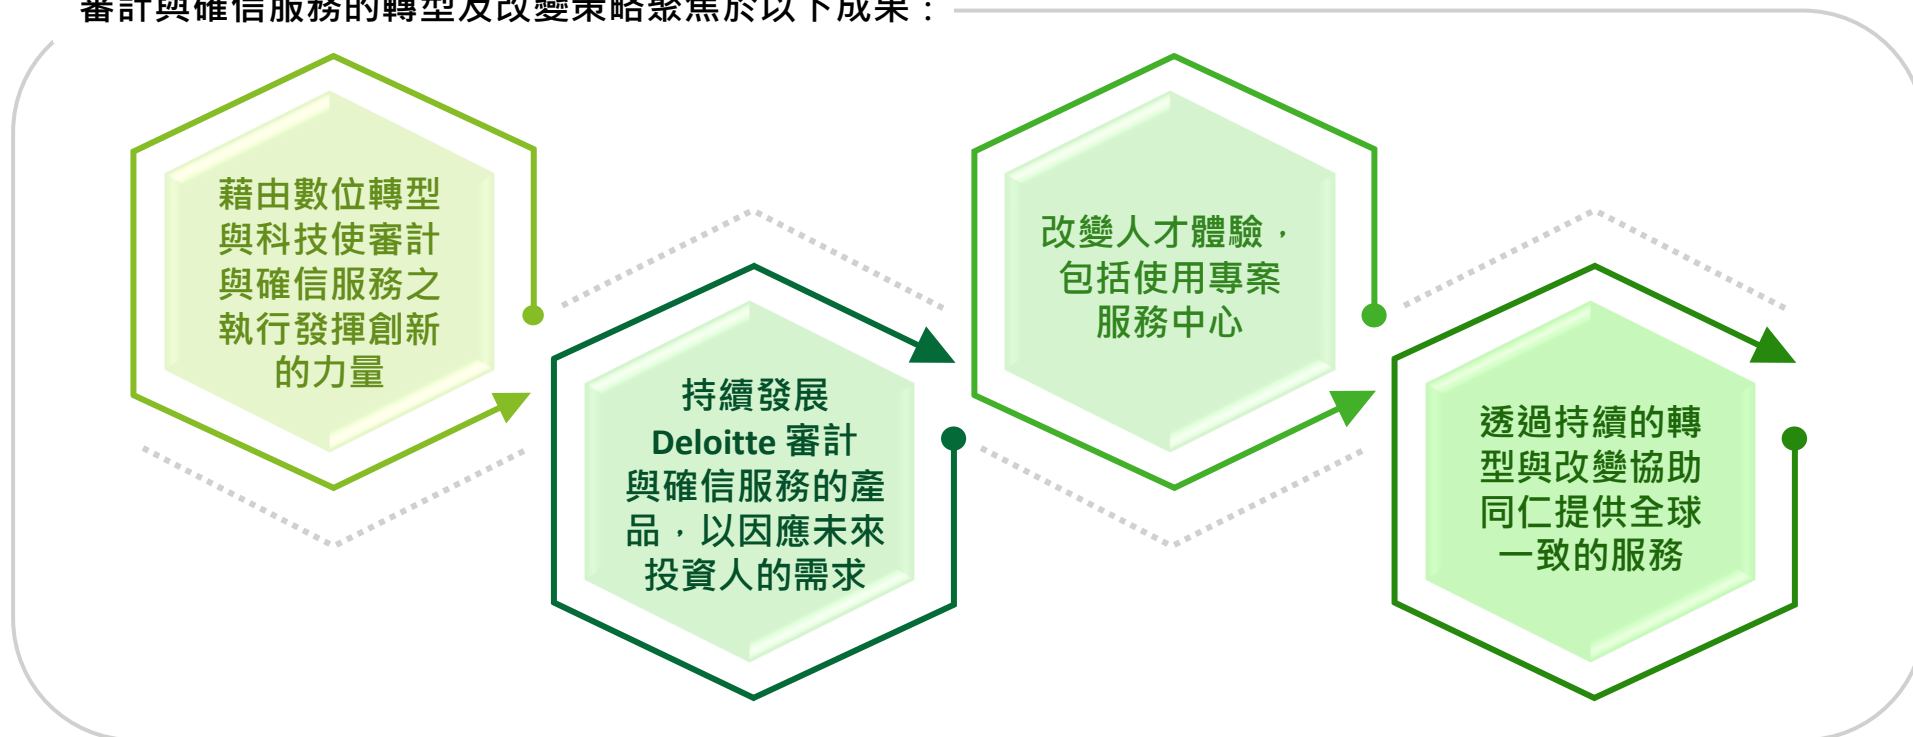 審計與確信服務的轉型及改變策略聚焦於以下成果：
藉由數位轉型
與科技使審計
與確信服務之
執行發揮創新
的力量
持續發展
Deloitte 審計
與確信服務的產
品，以因應未來
投資人的需求
改變人才體驗，
包括使用專案
服務中心
透過持續的轉
型與改變協助
同仁提供全球
一致的服務